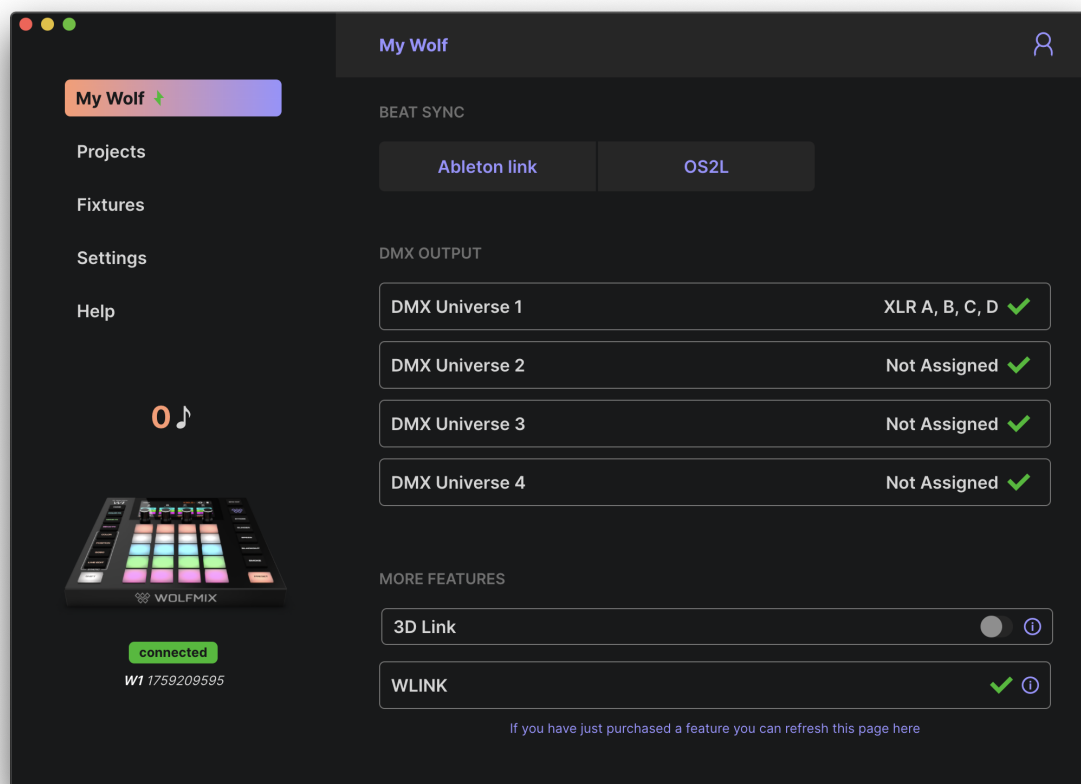 My Wolf
My Wolf
Projects
Fixtures
Settings
Help
0
WOLFMIX
connected
W1 1759209595
BEAT SYNC
Ableton link
OS2L
DMX OUTPUT
DMX Universe 1 XLR A, B, C, D
DMX Universe 2 Not Assigned
DMX Universe 3 Not Assigned
DMX Universe 4 Not Assigned
MORE FEATURES
3D Link
WLINK
If you have just purchased a feature you can refresh this page here